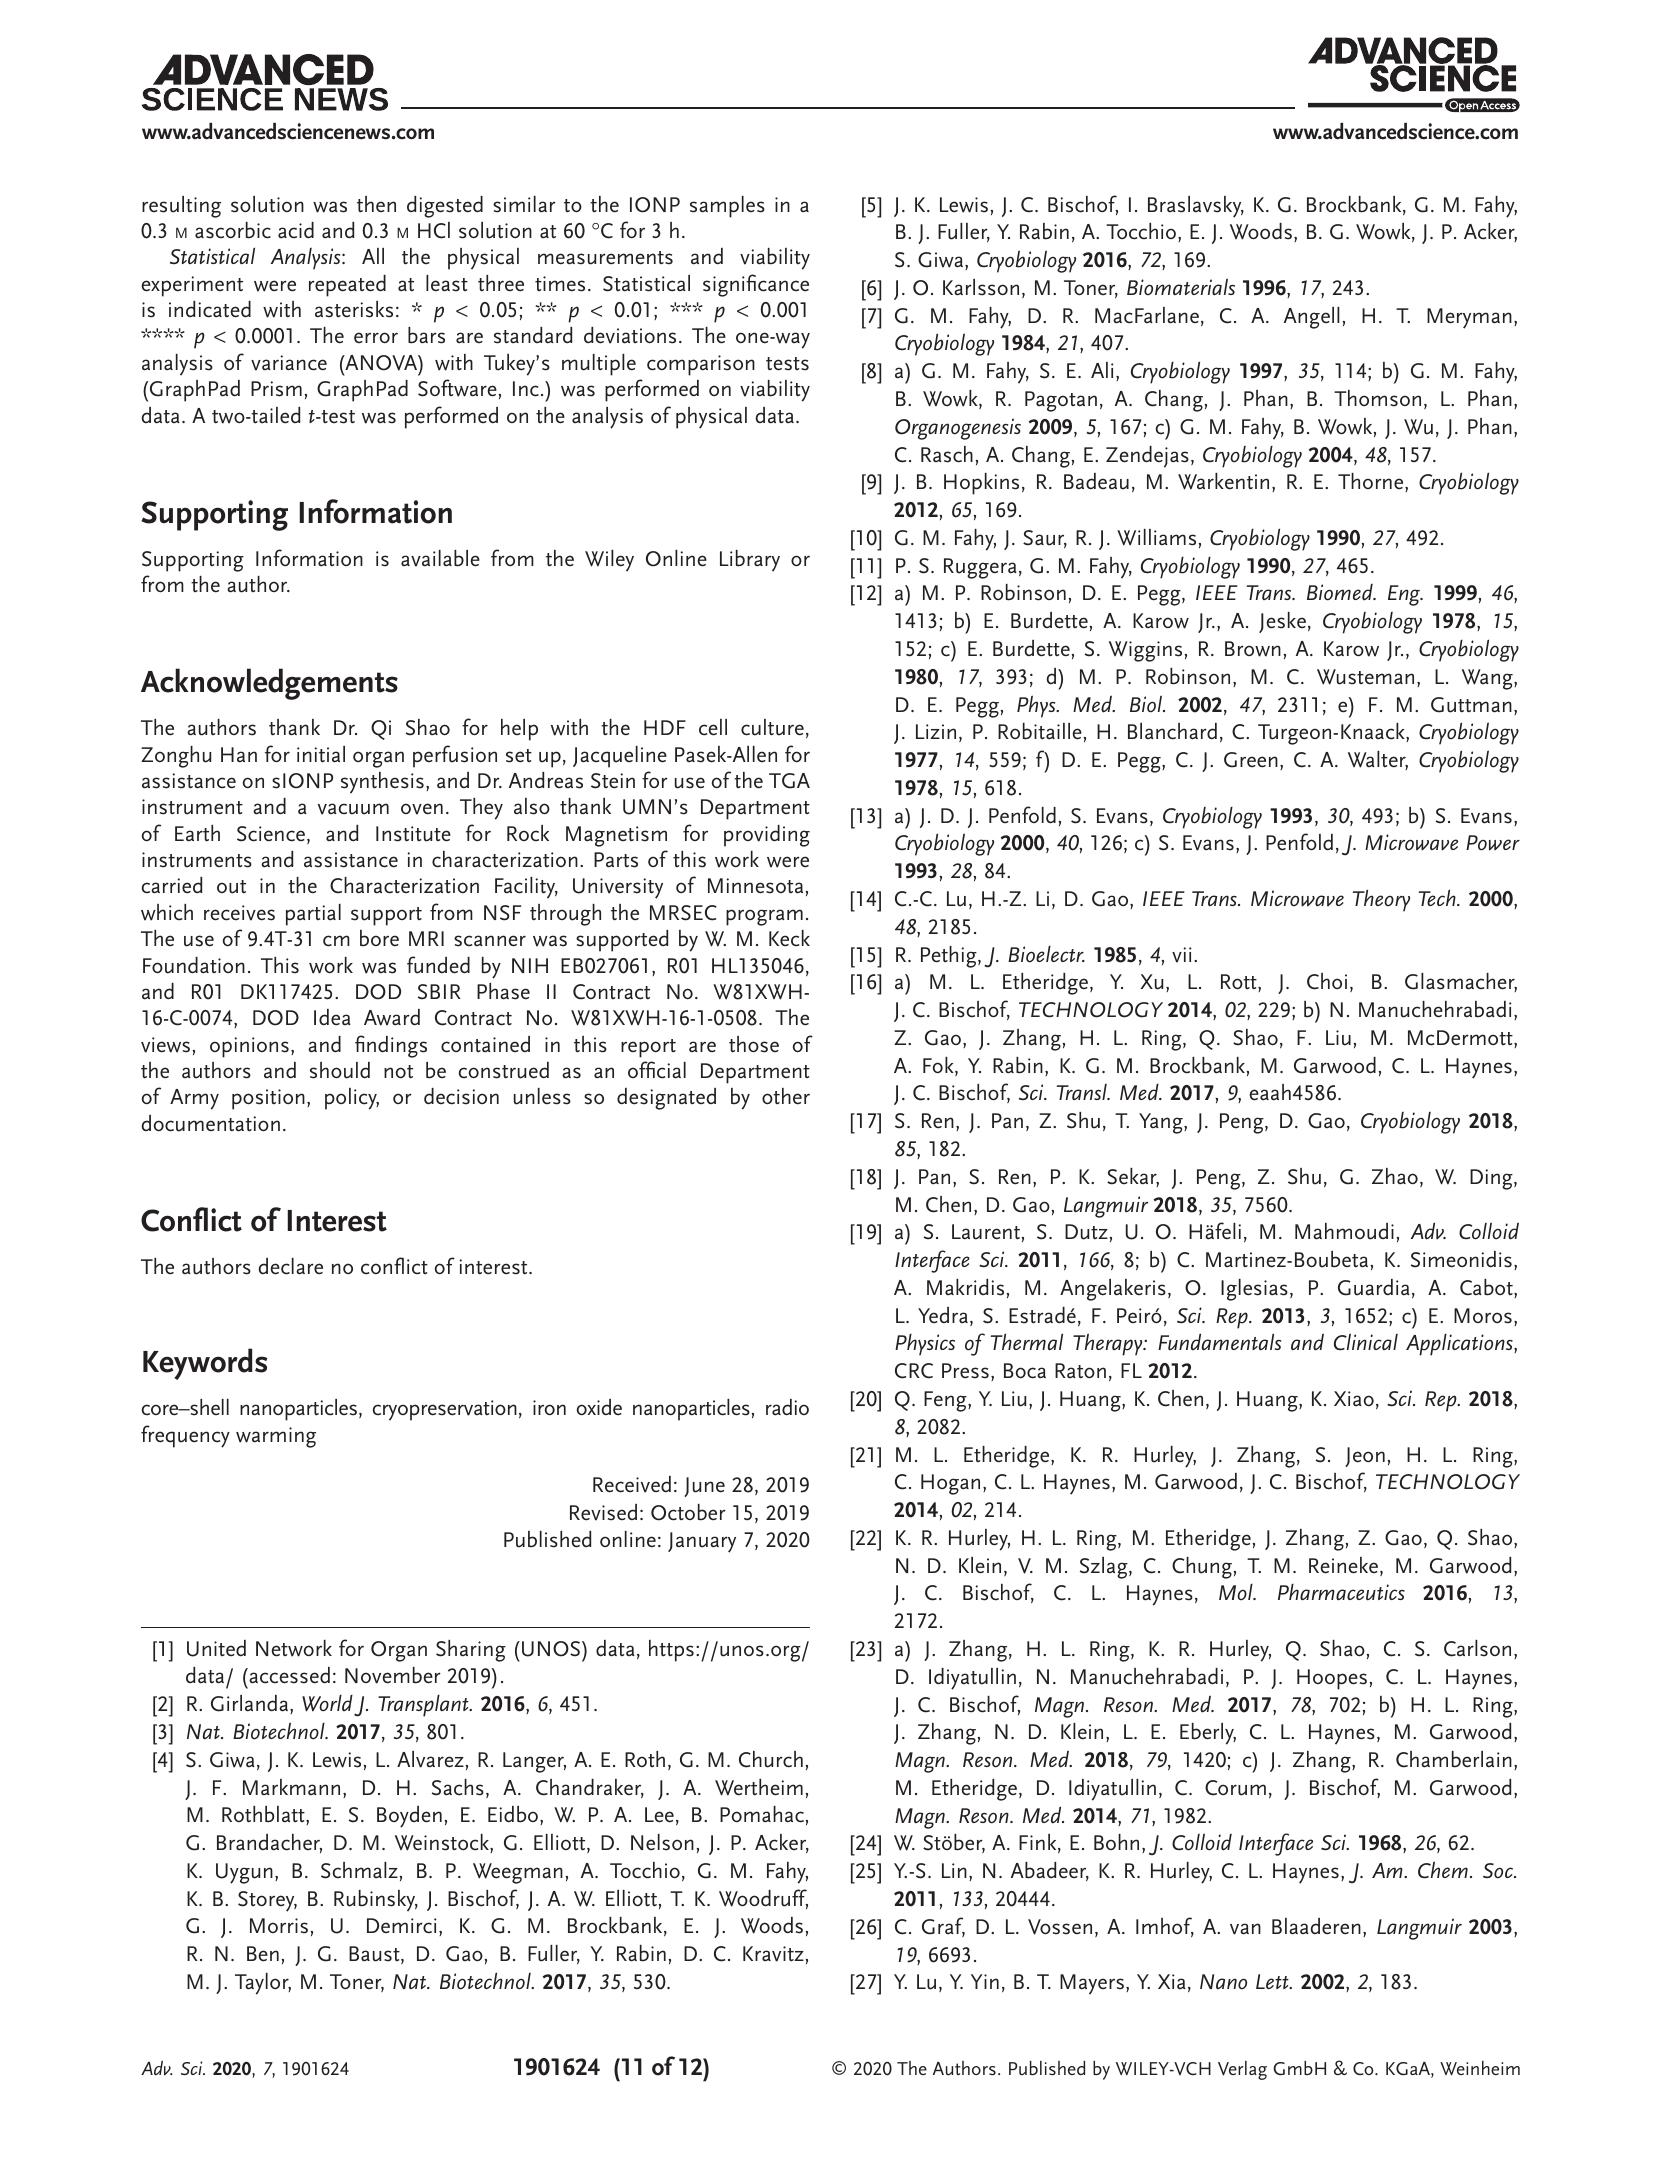 ADVANCED
SCIENCE NEWS
www.advancedsciencenews.com
ADVANCED
SCIENCE
Open Access
www.advancedscience.com
resulting solution was then digested similar to the IONP samples in a
0.3 M ascorbic acid and 0.3 M HCl solution at 60 °C for 3 h.
Statistical Analysis: All the physical measurements and viability
experiment were repeated at least three times. Statistical significance
is indicated with asterisks: * p < 0.05; ** p < 0.01; *** p < 0.001
**** p < 0.0001. The error bars are standard deviations. The one-way
analysis of variance (ANOVA) with Tukey's multiple comparison tests
(GraphPad Prism, GraphPad Software, Inc.) was performed on viability
data. A two-tailed t-test was performed on the analysis of physical data.
Supporting Information
Supporting Information is available from the Wiley Online Library or
from the author.
Acknowledgements
The authors thank Dr. Qi Shao for help with the HDF cell culture,
Zonghu Han for initial organ perfusion set up, Jacqueline Pasek-Allen for
assistance on sIONP synthesis, and Dr. Andreas Stein for use of the TGA
instrument and a vacuum oven. They also thank UMN's Department
of Earth Science, and Institute for Rock Magnetism for providing
instruments and assistance in characterization. Parts of this work were
carried out in the Characterization Facility, University of Minnesota,
which receives partial support from NSF through the MRSEC program.
The use of 9.4T-31 cm bore MRI scanner was supported by W. M. Keck
Foundation. This work was funded by NIH EB027061, R01 HL135046,
and R01 DK117425. DOD SBIR Phase II Contract No. W81XWH-
16-C-0074, DOD Idea Award Contract No. W81XWH-16-1-0508. The
views, opinions, and findings contained in this report are those of
the authors and should not be construed as an official Department
of Army position, policy, or decision unless so designated by other
documentation.
Conflict of Interest
The authors declare no conflict of interest.
Keywords
core–shell nanoparticles, cryopreservation, iron oxide nanoparticles, radio
frequency warming
Received: June 28, 2019
Revised: October 15, 2019
Published online: January 7, 2020
[1] United Network for Organ Sharing (UNOS) data, https://unos.org/
data/ (accessed: November 2019).
[2] R. Girlanda, World J. Transplant. 2016, 6, 451.
[3] Nat. Biotechnol. 2017, 35, 801.
[4] S. Giwa, J. K. Lewis, L. Alvarez, R. Langer, A. E. Roth, G. M. Church,
J. F. Markmann, D. H. Sachs, A. Chandraker, J. A. Wertheim,
M. Rothblatt, E. S. Boyden, E. Eidbo, W. P. A. Lee, B. Pomahac,
G. Brandacher, D. M. Weinstock, G. Elliott, D. Nelson, J. P. Acker,
K. Uygun, B. Schmalz, B. P. Weegman, A. Tocchio, G. M. Fahy,
K. B. Storey, B. Rubinsky, J. Bischof, J. A. W. Elliott, T. K. Woodruff,
G. J. Morris, U. Demirci, K. G. M. Brockbank, E. J. Woods,
R. N. Ben, J. G. Baust, D. Gao, B. Fuller, Y. Rabin, D. C. Kravitz,
M. J. Taylor, M. Toner, Nat. Biotechnol. 2017, 35, 530.
[5] J. K. Lewis, J. C. Bischof, I. Braslavsky, K. G. Brockbank, G. M. Fahy,
B. J. Fuller, Y. Rabin, A. Tocchio, E. J. Woods, B. G. Wowk, J. P. Acker,
S. Giwa, Cryobiology 2016, 72, 169.
[6] J. O. Karlsson, M. Toner, Biomaterials 1996, 17, 243.
[7] G. M. Fahy, D. R. MacFarlane, C. A. Angell, H. T. Meryman,
Cryobiology 1984, 21, 407.
[8] a) G. M. Fahy, S. E. Ali, Cryobiology 1997, 35, 114; b) G. M. Fahy,
B. Wowk, R. Pagotan, A. Chang, J. Phan, B. Thomson, L. Phan,
Organogenesis 2009, 5, 167; c) G. M. Fahy, B. Wowk, J. Wu, J. Phan,
C. Rasch, A. Chang, E. Zendejas, Cryobiology 2004, 48, 157.
[9] J. B. Hopkins, R. Badeau, M. Warkentin, R. E. Thorne, Cryobiology
2012, 65, 169.
[10] G. M. Fahy, J. Saur, R. J. Williams, Cryobiology 1990, 27, 492.
[11] P. S. Ruggera, G. M. Fahy, Cryobiology 1990, 27, 465.
[12] a) M. P. Robinson, D. E. Pegg, IEEE Trans. Biomed. Eng. 1999, 46,
1413; b) E. Burdette, A. Karow Jr., A. Jeske, Cryobiology 1978, 15,
152; c) E. Burdette, S. Wiggins, R. Brown, A. Karow Jr., Cryobiology
1980, 17, 393; d) M. P. Robinson, M. C. Wusteman, L. Wang,
D. E. Pegg, Phys. Med. Biol. 2002, 47, 2311; e) F. M. Guttman,
J. Lizin, P. Robitaille, H. Blanchard, C. Turgeon-Knaack, Cryobiology
1977, 14, 559; f) D. E. Pegg, C. J. Green, C. A. Walter, Cryobiology
1978, 15, 618.
[13] a) J. D. J. Penfold, S. Evans, Cryobiology 1993, 30, 493; b) S. Evans,
Cryobiology 2000, 40, 126; c) S. Evans, J. Penfold, J. Microwave Power
1993, 28, 84.
[14] C.-C. Lu, H.-Z. Li, D. Gao, IEEE Trans. Microwave Theory Tech. 2000,
48, 2185.
[15] R. Pethig, J. Bioelectr. 1985, 4, vii.
[16] a) M. L. Etheridge, Y. Xu, L. Rott, J. Choi, B. Glasmacher,
J. C. Bischof, TECHNOLOGY 2014, 02, 229; b) N. Manuchehrabadi,
Z. Gao, J. Zhang, H. L. Ring, Q. Shao, F. Liu, M. McDermott,
A. Fok, Y. Rabin, K. G. M. Brockbank, M. Garwood, C. L. Haynes,
J. C. Bischof, Sci. Transl. Med. 2017, 9, eaah4586.
[17] S. Ren, J. Pan, Z. Shu, T. Yang, J. Peng, D. Gao, Cryobiology 2018,
85, 182.
[18] J. Pan, S. Ren, P. K. Sekar, J. Peng, Z. Shu, G. Zhao, W. Ding,
M. Chen, D. Gao, Langmuir 2018, 35, 7560.
[19] a) S. Laurent, S. Dutz, U. O. Häfeli, M. Mahmoudi, Adv. Colloid
Interface Sci. 2011, 166, 8; b) C. Martinez-Boubeta, K. Simeonidis,
A. Makridis, M. Angelakeris, O. Iglesias, P. Guardia, A. Cabot,
L. Yedra, S. Estradé, F. Peiró, Sci. Rep. 2013, 3, 1652; c) E. Moros,
Physics of Thermal Therapy: Fundamentals and Clinical Applications,
CRC Press, Boca Raton, FL 2012.
[20] Q. Feng, Y. Liu, J. Huang, K. Chen, J. Huang, K. Xiao, Sci. Rep. 2018,
8, 2082.
[21] M. L. Etheridge, K. R. Hurley, J. Zhang, S. Jeon, H. L. Ring,
C. Hogan, C. L. Haynes, M. Garwood, J. C. Bischof, TECHNOLOGY
2014, 02, 214.
[22] K. R. Hurley, H. L. Ring, M. Etheridge, J. Zhang, Z. Gao, Q. Shao,
N. D. Klein, V. M. Szlag, C. Chung, T. M. Reineke, M. Garwood,
J. C. Bischof, C. L. Haynes, Mol. Pharmaceutics 2016, 13,
2172.
[23] a) J. Zhang, H. L. Ring, K. R. Hurley, Q. Shao, C. S. Carlson,
D. Idiyatullin, N. Manuchehrabadi, P. J. Hoopes, C. L. Haynes,
J. C. Bischof, Magn. Reson. Med. 2017, 78, 702; b) H. L. Ring,
J. Zhang, N. D. Klein, L. E. Eberly, C. L. Haynes, M. Garwood,
Magn. Reson. Med. 2018, 79, 1420; c) J. Zhang, R. Chamberlain,
M. Etheridge, D. Idiyatullin, C. Corum, J. Bischof, M. Garwood,
Magn. Reson. Med. 2014, 71, 1982.
[24] W. Stöber, A. Fink, E. Bohn, J. Colloid Interface Sci. 1968, 26, 62.
[25] Y.-S. Lin, N. Abadeer, K. R. Hurley, C. L. Haynes, J. Am. Chem. Soc.
2011, 133, 20444.
[26] C. Graf, D. L. Vossen, A. Imhof, A. van Blaaderen, Langmuir 2003,
19, 6693.
[27] Y. Lu, Y. Yin, B. T. Mayers, Y. Xia, Nano Lett. 2002, 2, 183.
Adv. Sci. 2020, 7, 1901624
1901624 (11 of 12)
© 2020 The Authors. Published by WILEY-VCH Verlag GmbH & Co. KGaA, Weinheim